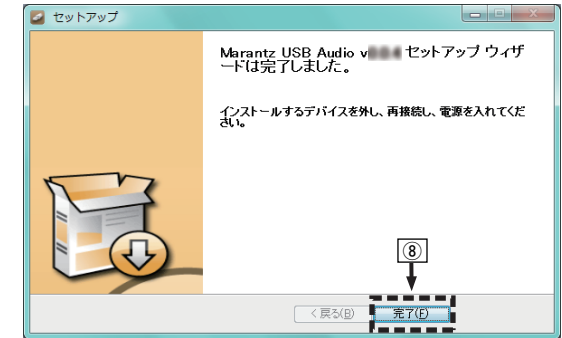 セットアップ
Marantz USB Audio v セットアップ ウィザ
ードは完了しました。
インストールするデバイスを外し、再接続し、電源を入れてくだ
さい。
⑧
< 戻る(B)
完了(F)